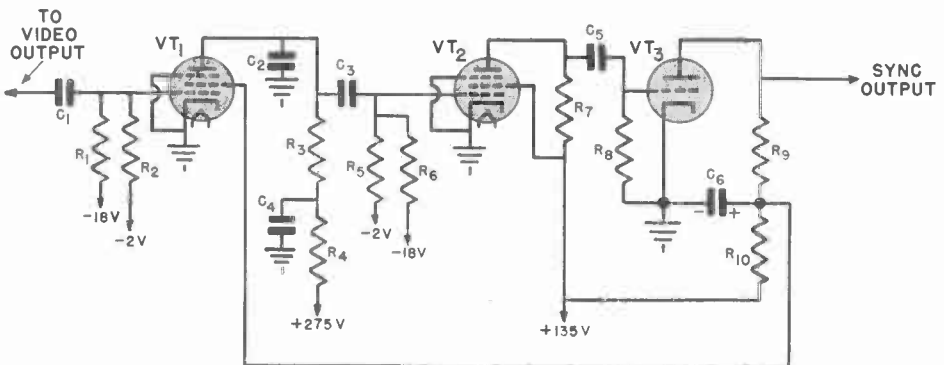 TO
VIDEO
OUTPUT
VT1
C1
R1
R2
-18V
-2V
C2
C3
R3
C4
R4
+275V
R5
R6
-2V
-18V
VT2
C5
R7
+135V
VT3
R8
C6
- +
R9
R10
SYNC
OUTPUT